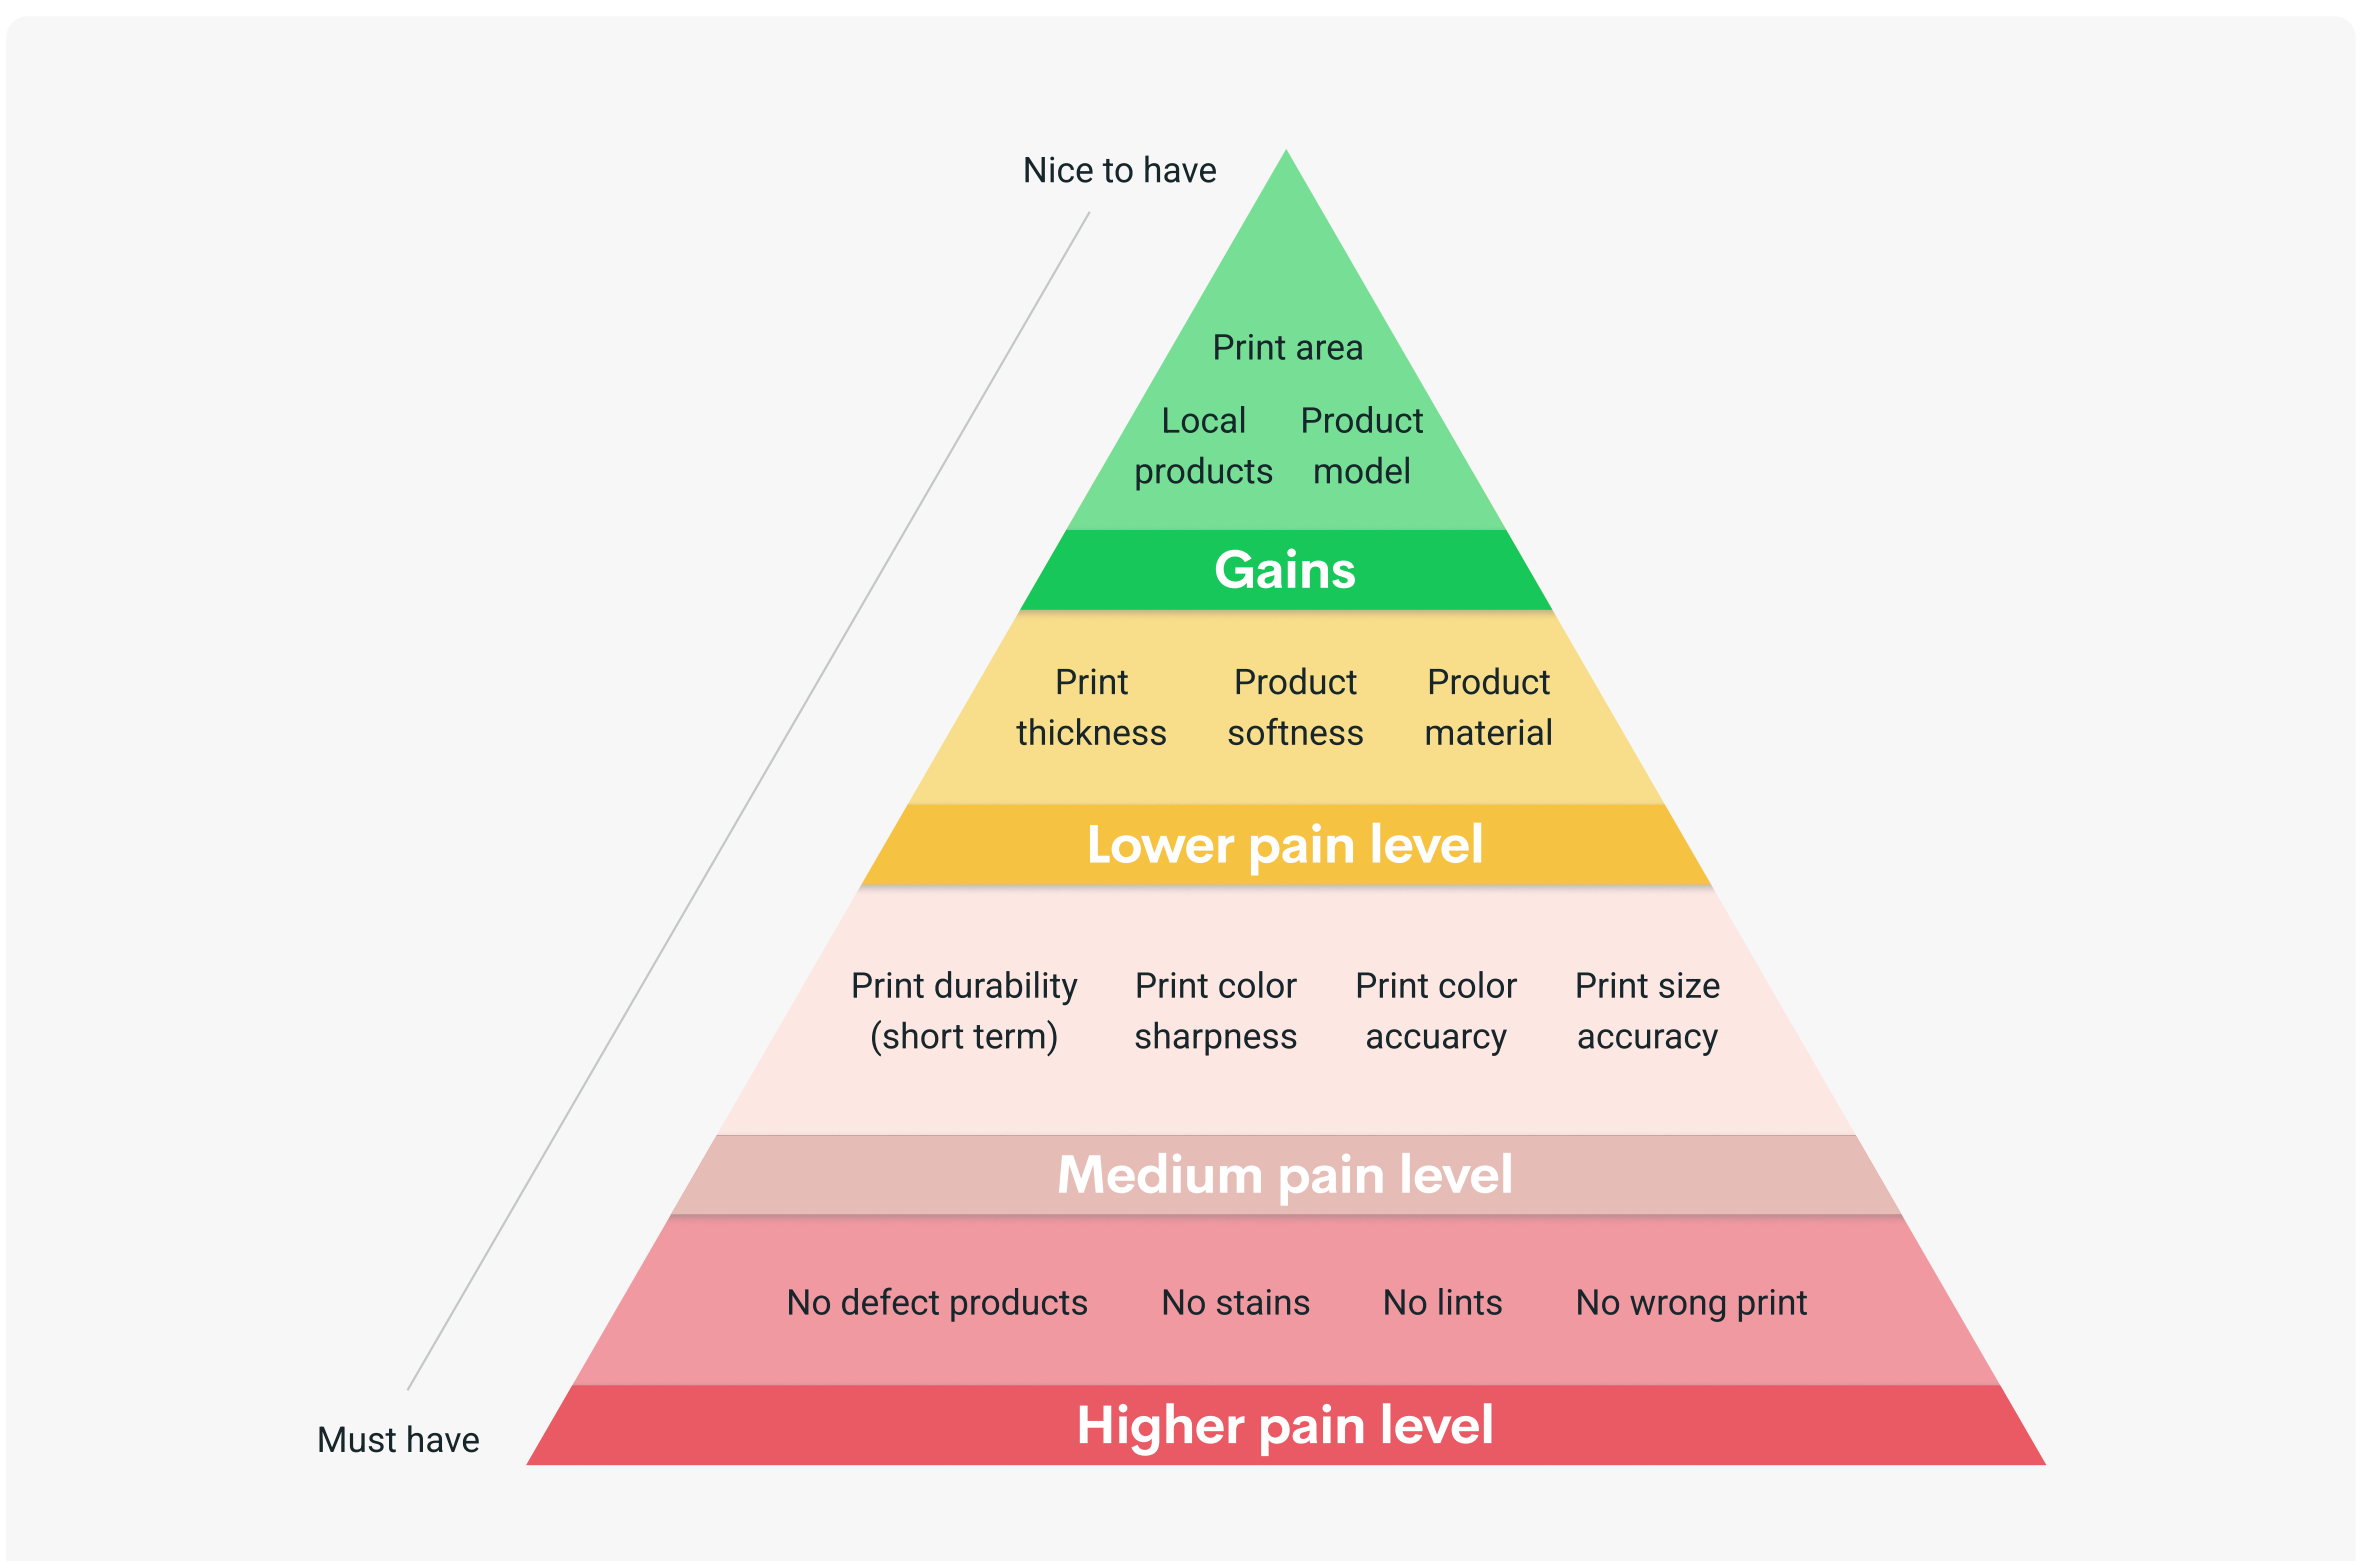 Nice to have
Print area
Local
products
Product
model
Gains
Print
thickness
Product
softness
Product
material
Lower pain level
Print durability
(short term)
Print color
sharpness
Print color
accuarcy
Print size
accuracy
Medium pain level
No defect products
No stains
No lints
No wrong print
Higher pain level
Must have